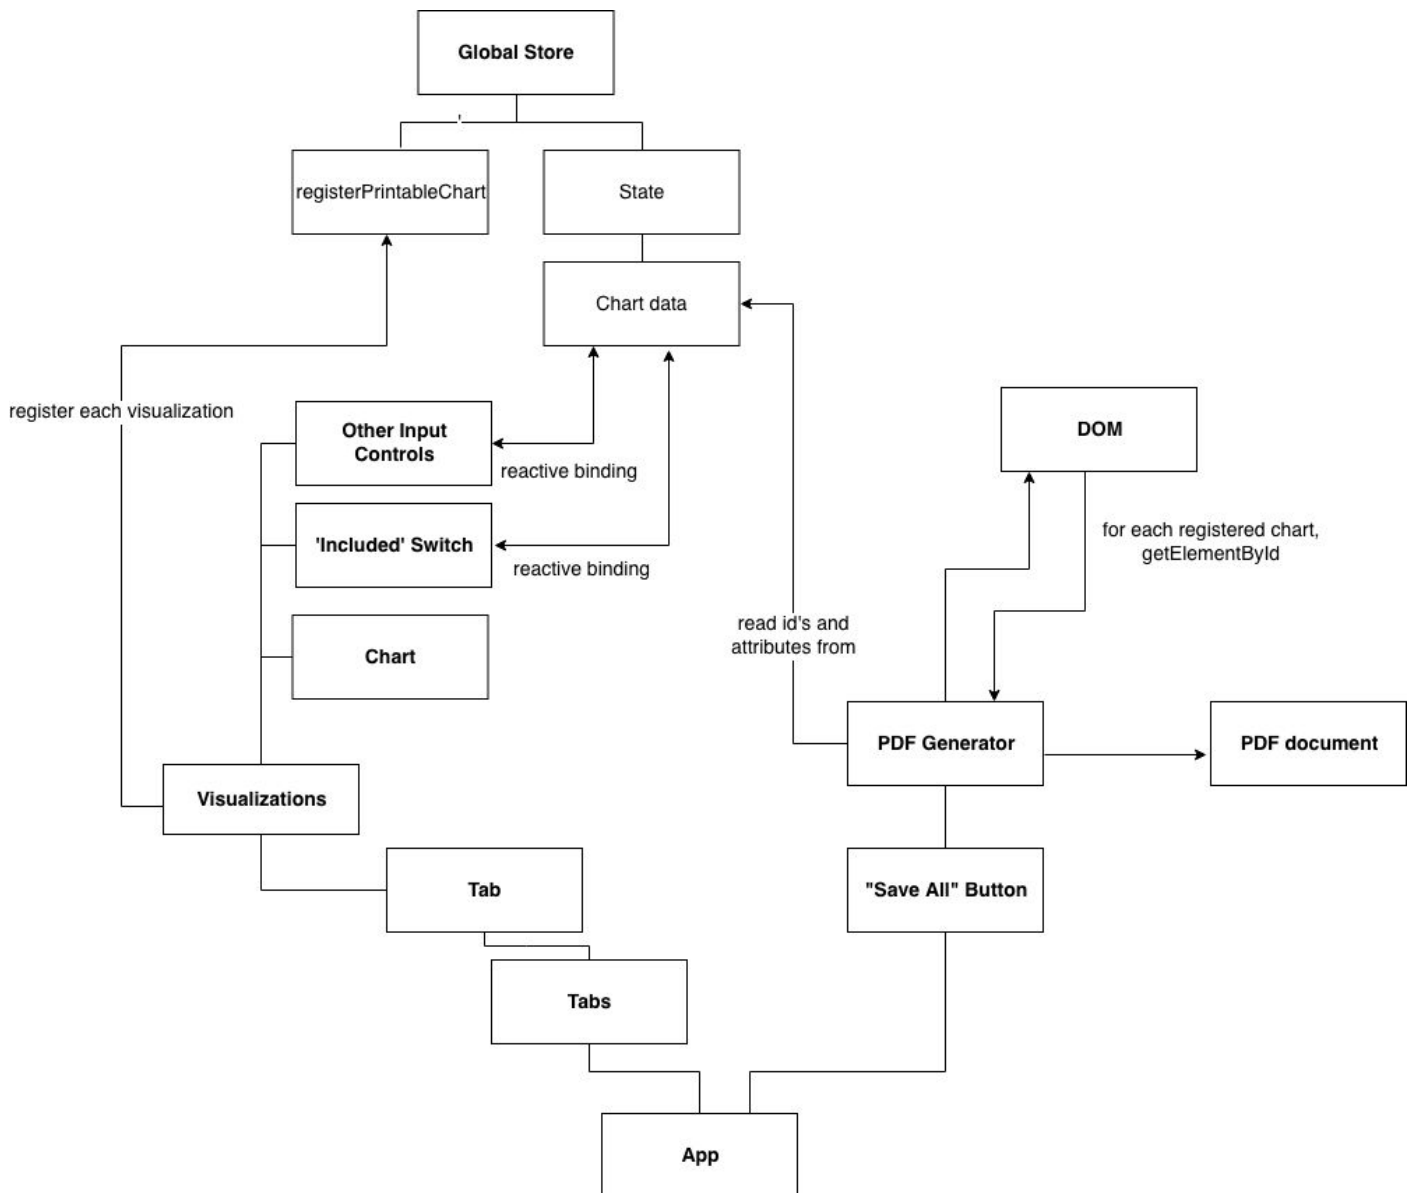 Global Store
registerPrintableChart
State
Chart data
register each visualization
Other Input
Controls
reactive binding
DOM
'Included' Switch
reactive binding
for each registered chart,
getElementById
Chart
read id's and
attributes from
PDF Generator
PDF document
Visualizations
Tab
"Save All" Button
Tabs
App